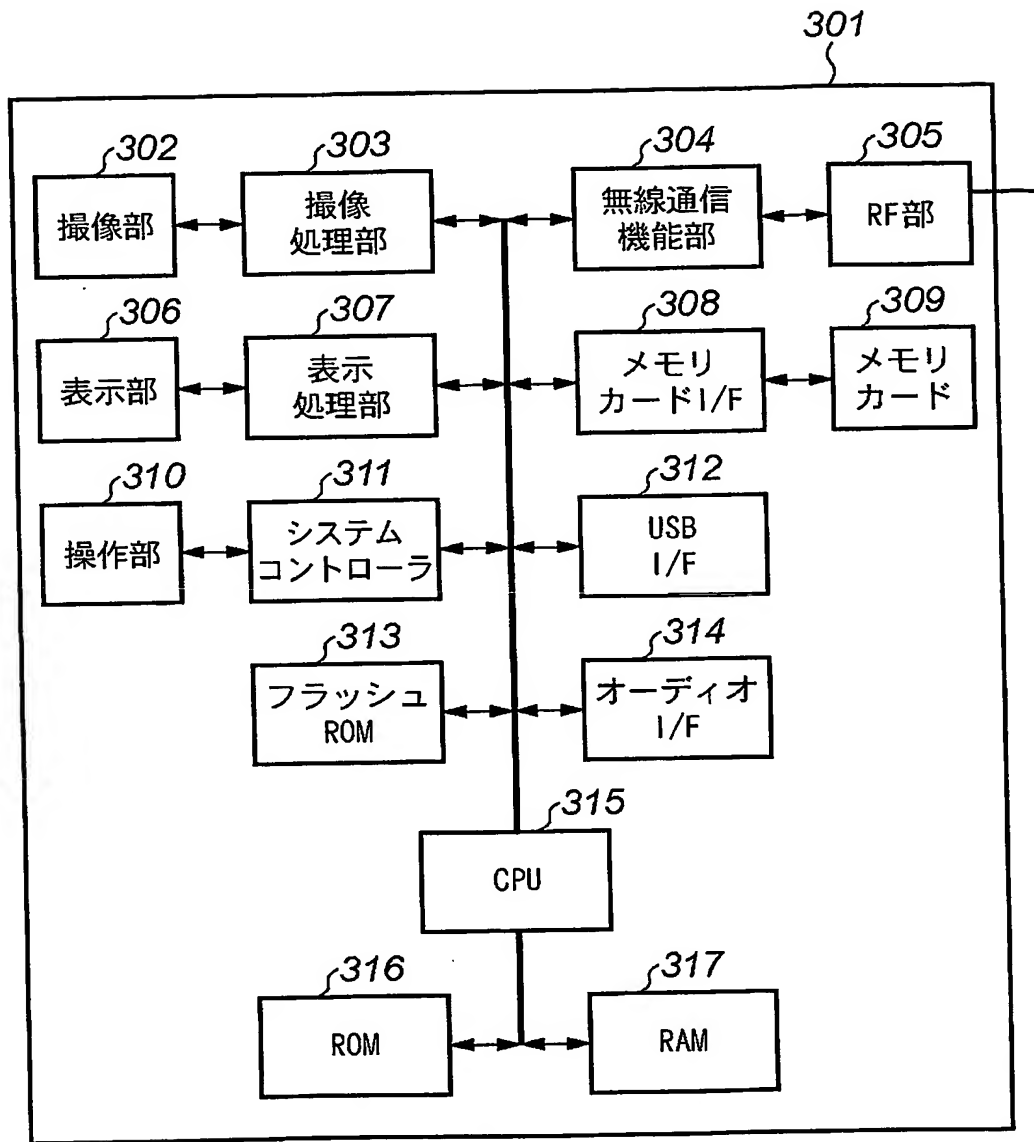 301
302
303
304
305
撮像部
撮像
処理部
無線通信
機能部
RF部
306
307
308
309
表示部
表示
処理部
メモリ
カードI/F
メモリ
カード
310
311
312
操作部
システム
コントローラ
USB
I/F
313
314
フラッシュ
ROM
オーディオ
I/F
315
CPU
316
317
ROM
RAM